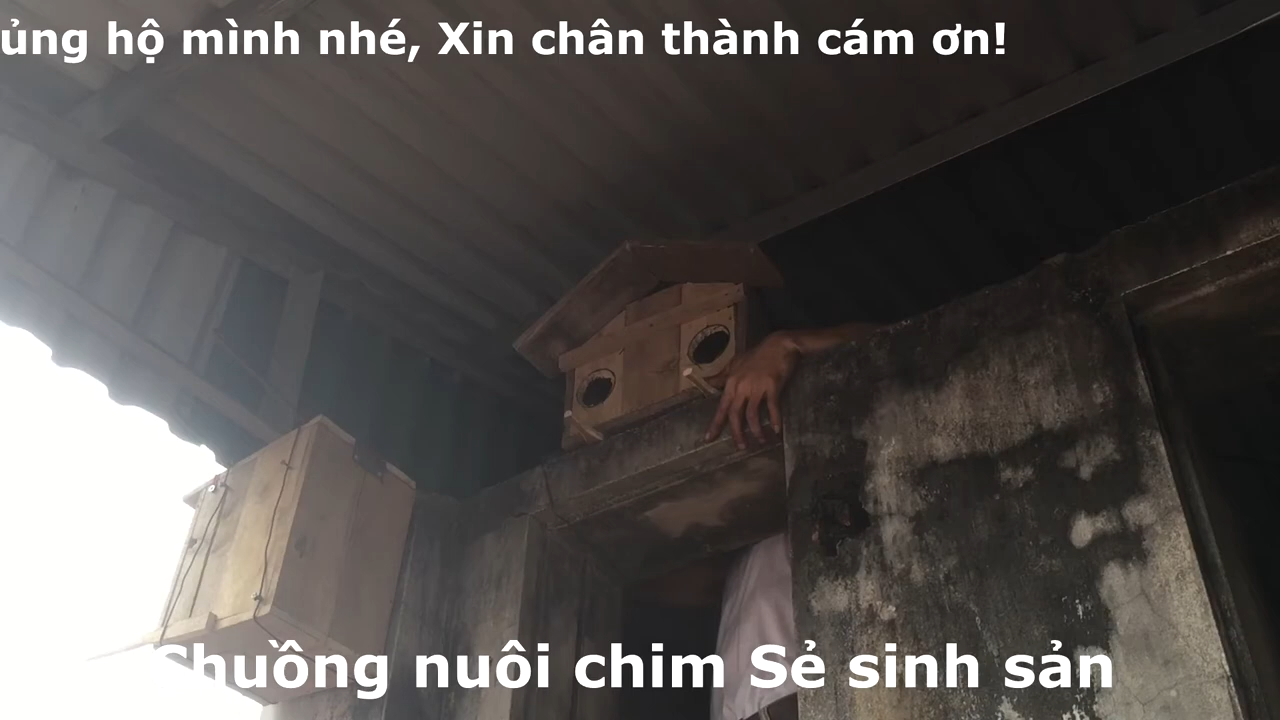 ủng hộ mình nhé, Xin chân thành cám ơn!
Chuồng nuôi chim Sẻ sinh sản